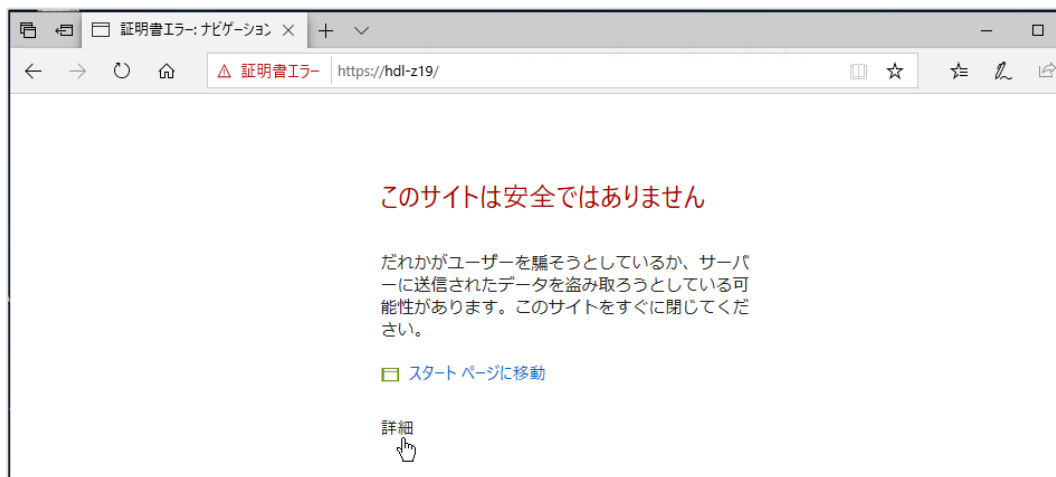 証明書エラー: ナビゲーション
証明書エラー https://hdl-z19/
このサイトは安全ではありません
だれかがユーザーを騙そうとしているか、サーバ
ーに送信されたデータを盗み取ろうとしている可
能性があります。このサイトをすぐに閉じてくだ
さい。
スタート ページに移動
詳細